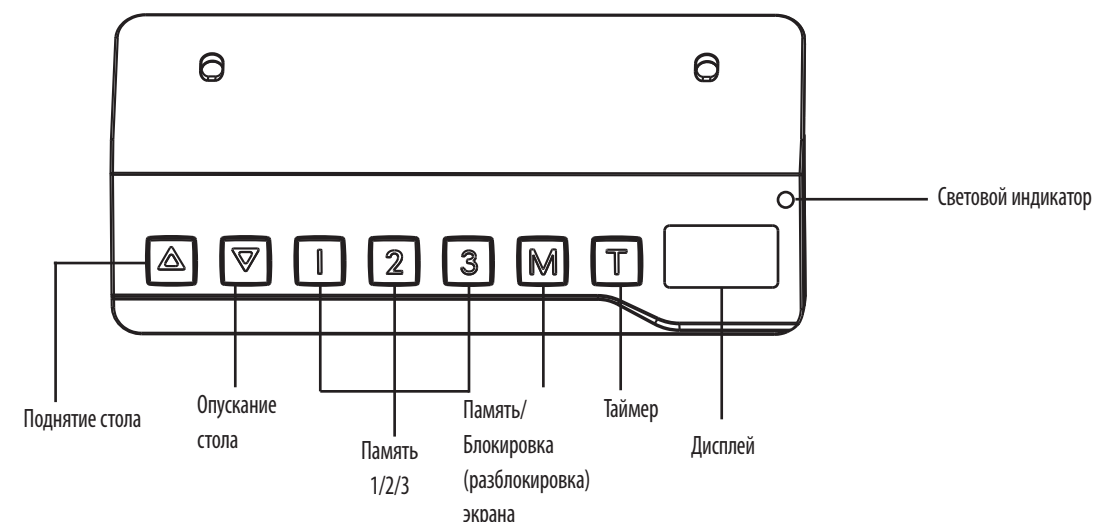 Световой индикатор
1 2 3 M T
Поднятие стола
Опускание
стола
Память
1/2/3
Память/
Блокировка
(разблокировка)
экрана
Таймер
Дисплей